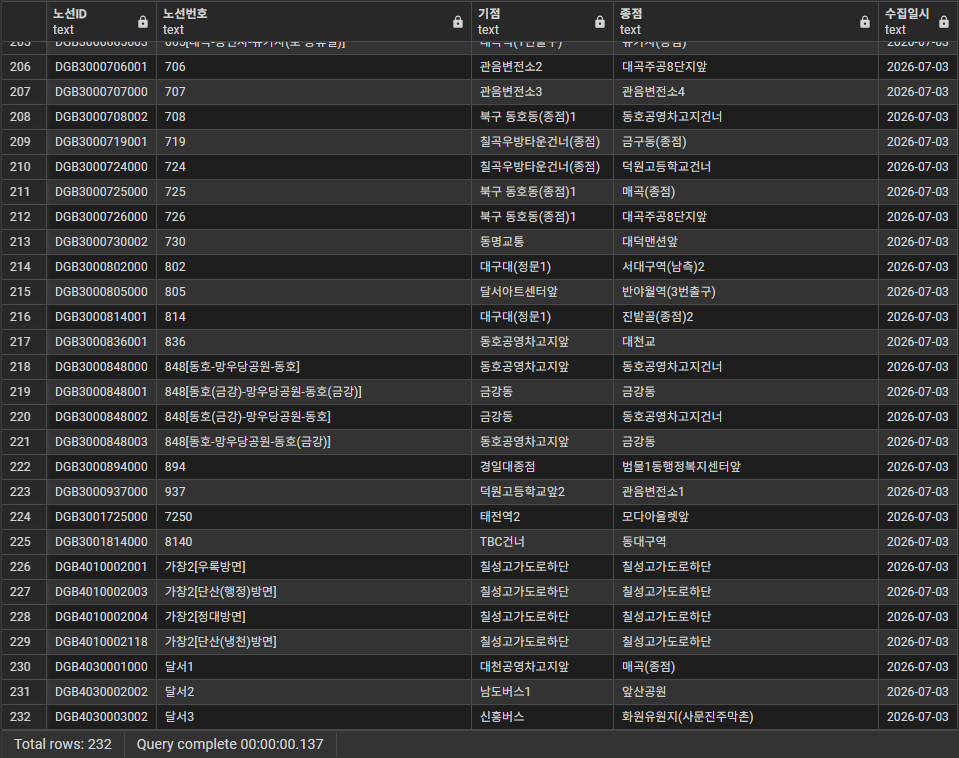 노선ID 노선번호 기점 종점 수집일시
text text text text text
206 DGB3000706001 706 관음변전소2 대곡주공8단지앞 2026-07-03
207 DGB3000707000 707 관음변전소3 관음변전소4 2026-07-03
208 DGB3000708002 708 북구 동호동(종점)1 동호공영차고지건너 2026-07-03
209 DGB3000719001 719 칠곡우방타운건너(종점) 금구동(종점) 2026-07-03
210 DGB3000724000 724 칠곡우방타운건너(종점) 덕원고등학교건너 2026-07-03
211 DGB3000725000 725 북구 동호동(종점)1 매곡(종점) 2026-07-03
212 DGB3000726000 726 북구 동호동(종점)1 대곡주공8단지앞 2026-07-03
213 DGB3000730002 730 동명교통 대덕맨션앞 2026-07-03
214 DGB3000802000 802 대구대(정문1) 서대구역(남측)2 2026-07-03
215 DGB3000805000 805 달서아트센터앞 반야월역(3번출구) 2026-07-03
216 DGB3000814001 814 대구대(정문1) 진밭골(종점)2 2026-07-03
217 DGB3000836001 836 동호공영차고지앞 대천교 2026-07-03
218 DGB3000848000 848[동호-망우당공원-동호] 동호공영차고지앞 동호공영차고지건너 2026-07-03
219 DGB3000848001 848[동호(금강)-망우당공원-동호(금강)] 금강동 금강동 2026-07-03
220 DGB3000848002 848[동호(금강)-망우당공원-동호] 금강동 동호공영차고지건너 2026-07-03
221 DGB3000848003 848[동호-망우당공원-동호(금강)] 동호공영차고지앞 금강동 2026-07-03
222 DGB3000894000 894 경일대종점 범물1동행정복지센터앞 2026-07-03
223 DGB3000937000 937 덕원고등학교앞2 관음변전소1 2026-07-03
224 DGB3001725000 7250 태전역2 모다아울렛앞 2026-07-03
225 DGB3001814000 8140 TBC건너 동대구역 2026-07-03
226 DGB4010002001 가창2[우록방면] 칠성고가도로하단 칠성고가도로하단 2026-07-03
227 DGB4010002003 가창2[단산(행정)방면] 칠성고가도로하단 칠성고가도로하단 2026-07-03
228 DGB4010002004 가창2[정대방면] 칠성고가도로하단 칠성고가도로하단 2026-07-03
229 DGB4010002118 가창2[단산(냉천)방면] 칠성고가도로하단 칠성고가도로하단 2026-07-03
230 DGB4030001000 달서1 대천공영차고지앞 매곡(종점) 2026-07-03
231 DGB4030002002 달서2 남도버스1 앞산공원 2026-07-03
232 DGB4030003002 달서3 신흥버스 화원유원지(사문진주막촌) 2026-07-03
Total rows: 232 Query complete 00:00:00.137